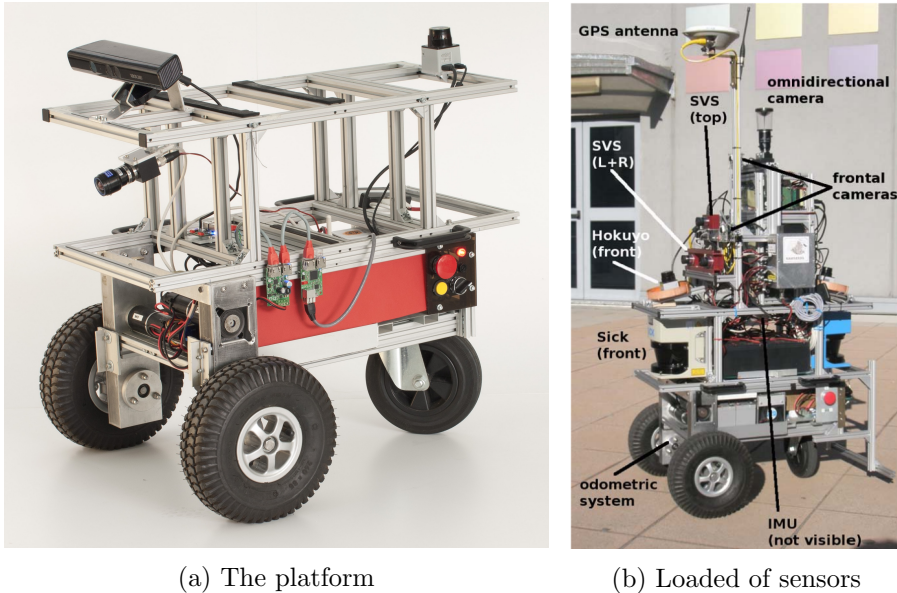 GPS antenna
omnidirectional
camera
SVS
(top)
SVS
(L+R)
frontal
cameras
Hokuyo
(front)
Sick
(front)
odometric
system
IMU
(not visible)
(a) The platform
(b) Loaded of sensors